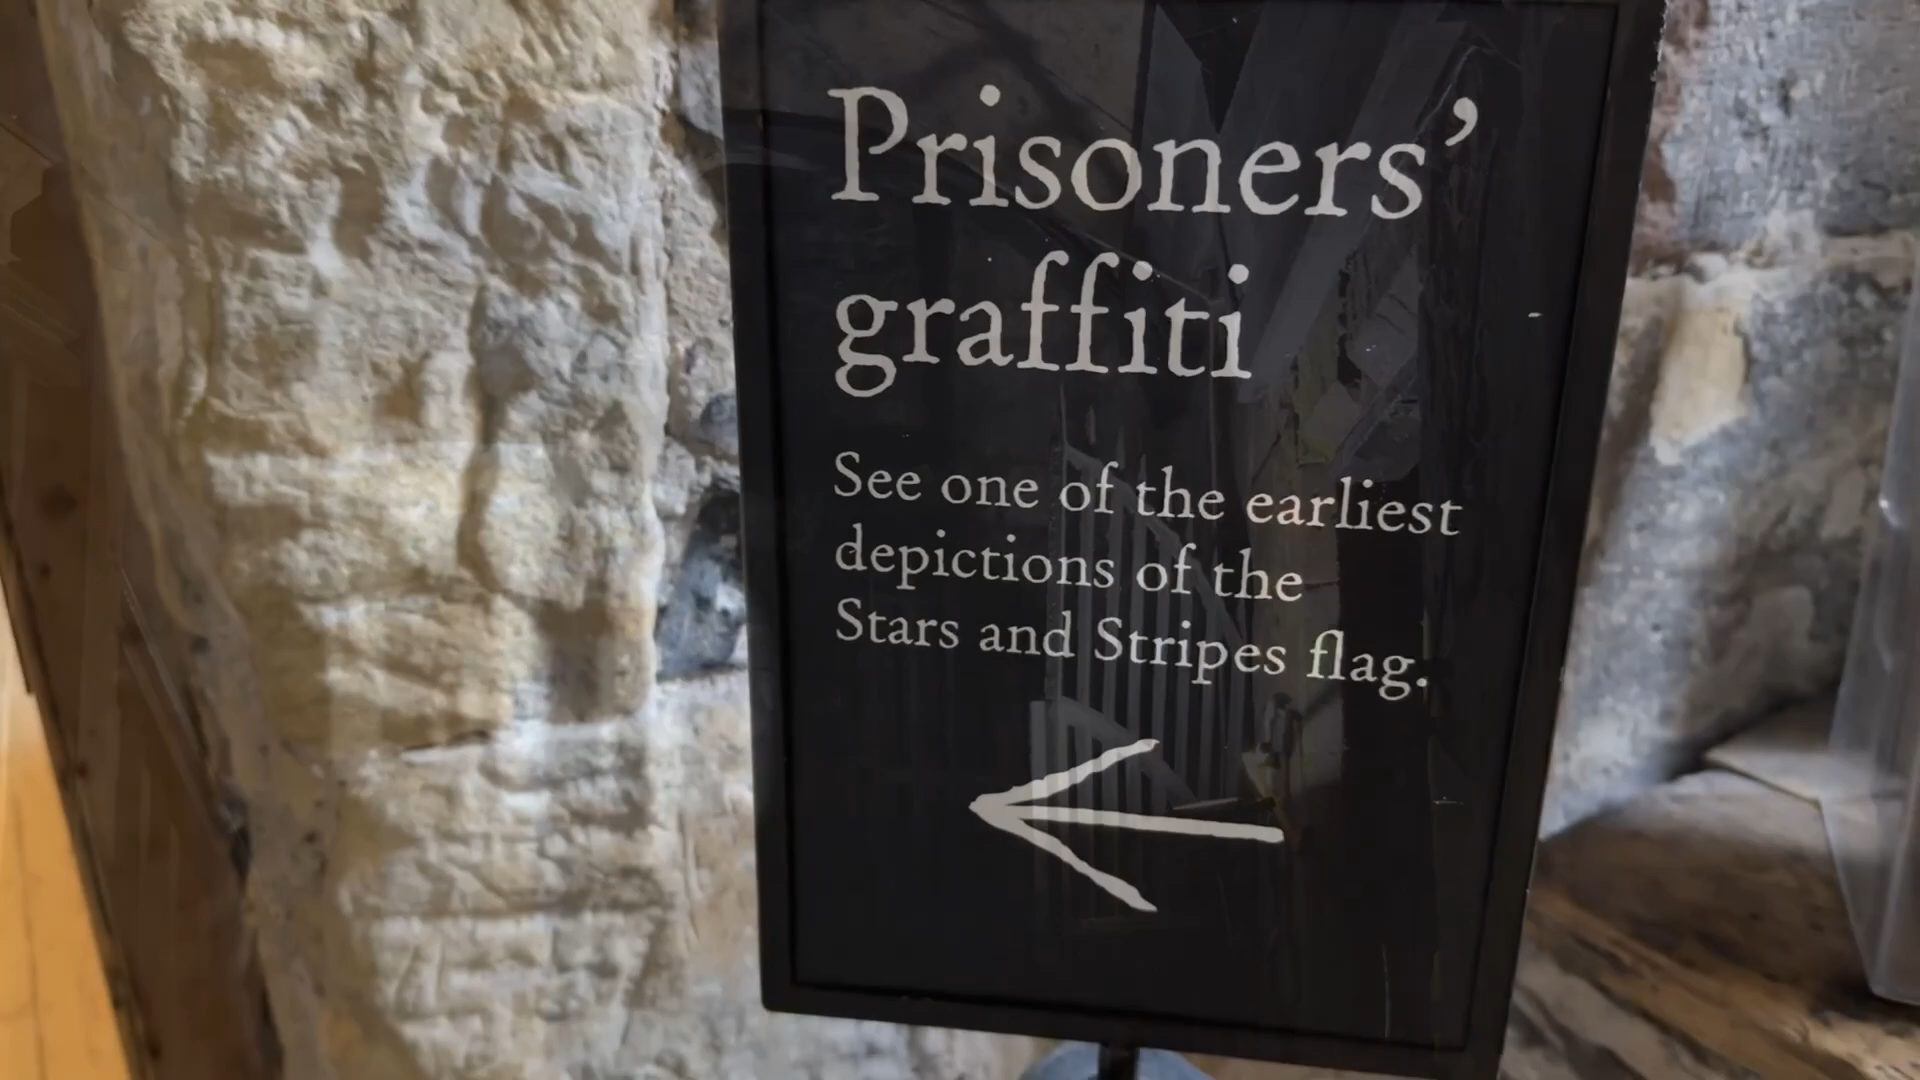 Prisoners’
graffiti
See one of the earliest
depictions of the
Stars and Stripes flag.